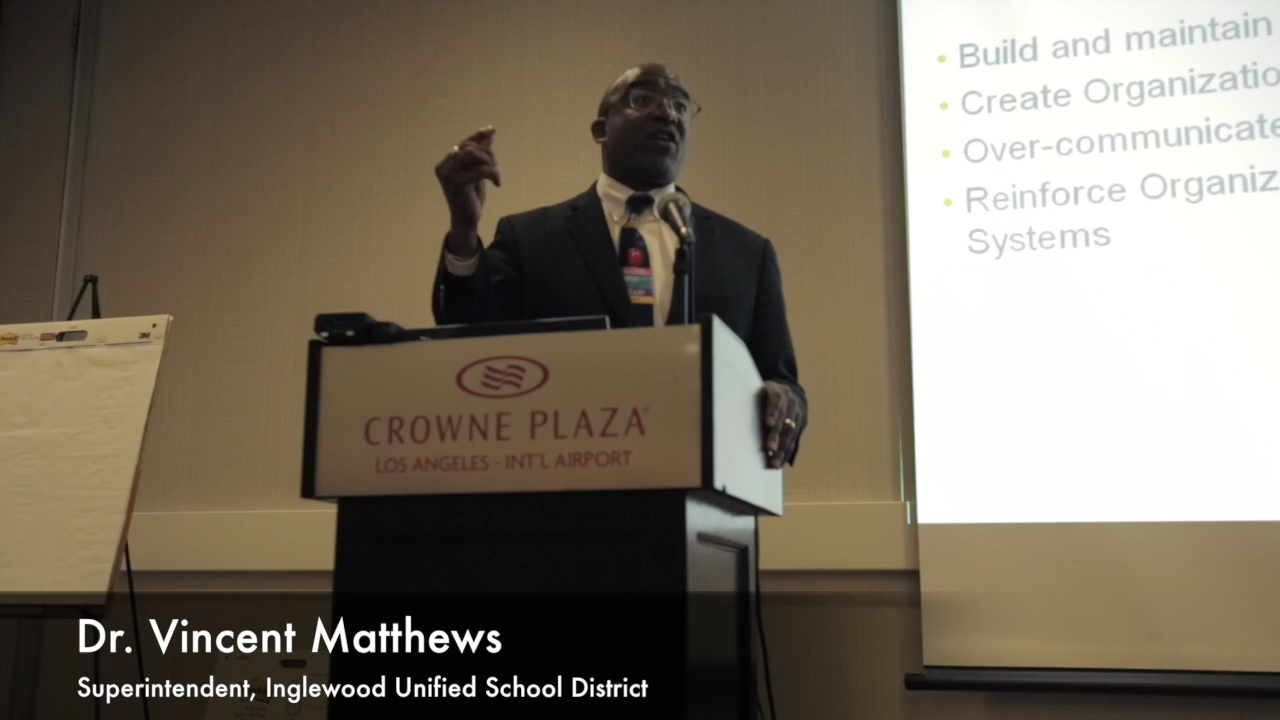 • Build and maintain
• Create Organizatio
• Over-communicate
• Reinforce Organiz
Systems
3M
CROWNE PLAZA®
LOS ANGELES - INT'L AIRPORT
Dr. Vincent Matthews
Superintendent, Inglewood Unified School District